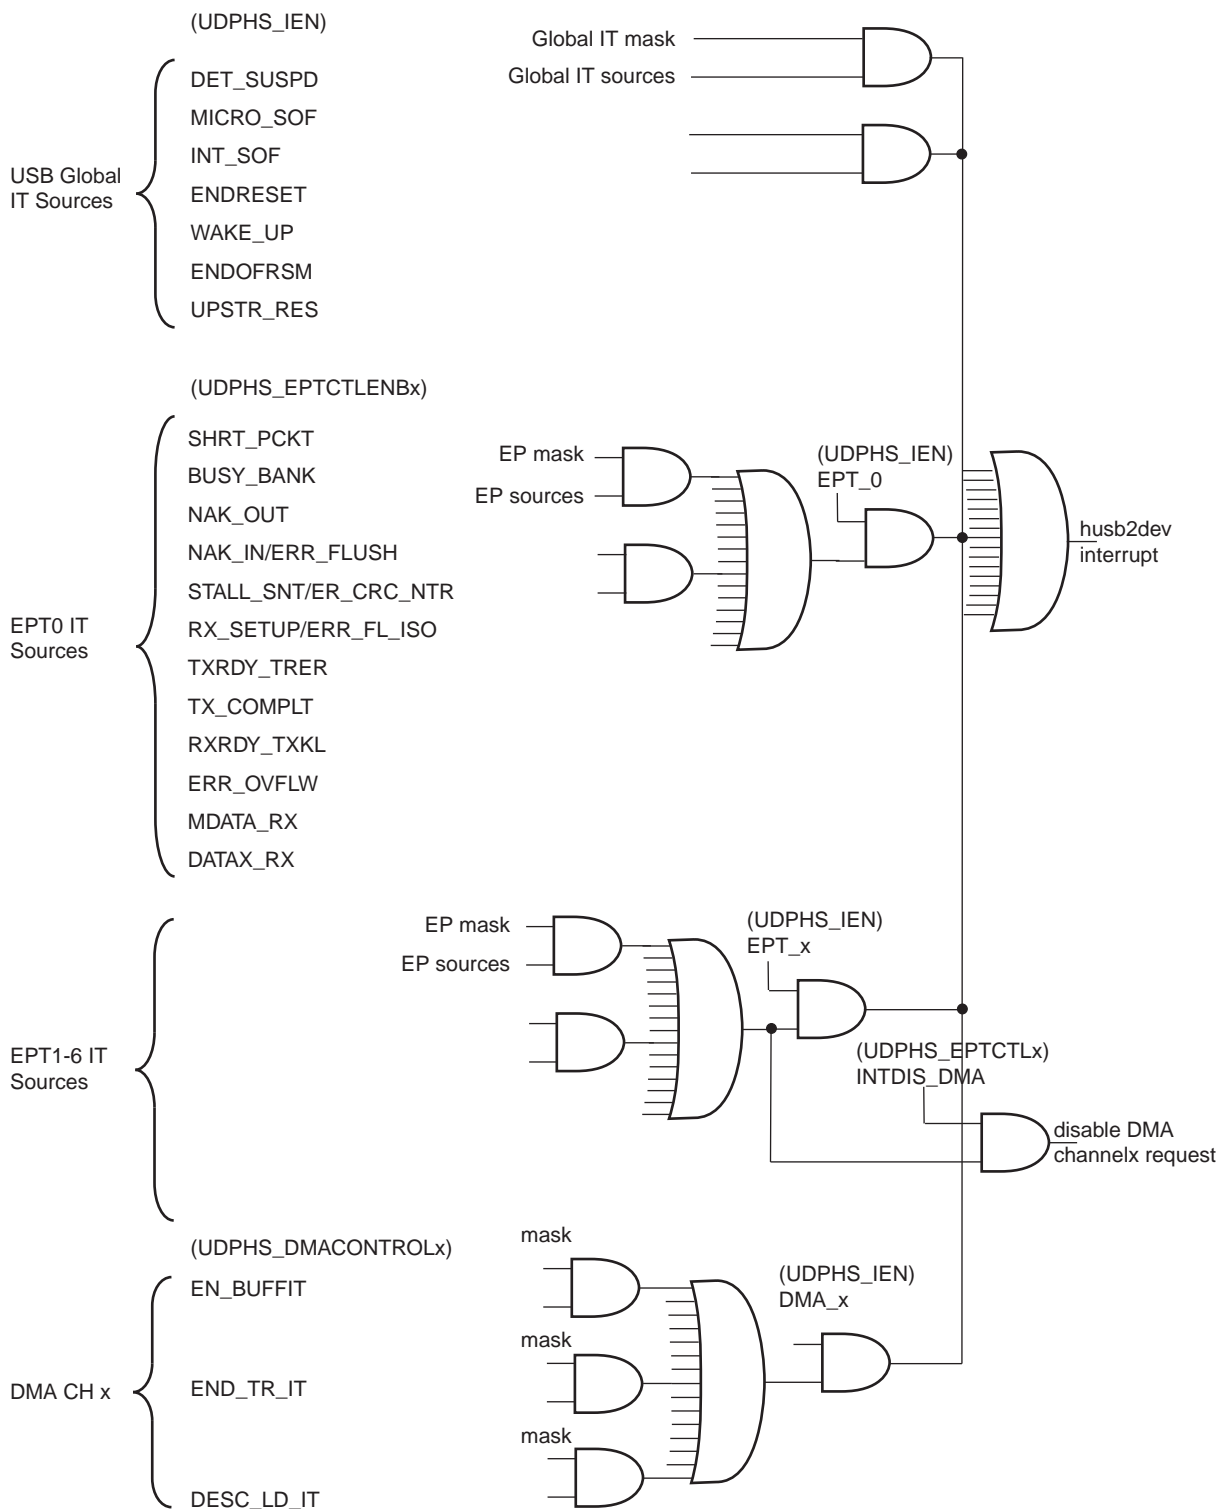 (UDPHS_IEN)
Global IT mask
Global IT sources
DET_SUSPD
MICRO_SOF
INT_SOF
ENDRESET
WAKE_UP
ENDOFRSM
UPSTR_RES
USB Global
IT Sources
(UDPHS_EPTCTLENBx)
SHRT_PCKT
BUSY_BANK
NAK_OUT
NAK_IN/ERR_FLUSH
STALL_SNT/ER_CRC_NTR
RX_SETUP/ERR_FL_ISO
TXRDY_TRER
TX_COMPLT
RXRDY_TXKL
ERR_OVFLW
MDATA_RX
DATAX_RX
EPT0 IT
Sources
EP mask
EP sources
(UDPHS_IEN)
EPT_0
husb2dev
interrupt
EPT1-6 IT
Sources
EP mask
EP sources
(UDPHS_IEN)
EPT_x
(UDPHS_EPTCTLx)
INTDIS_DMA
disable DMA
channelx request
(UDPHS_DMACONTROLx)
EN_BUFFIT
END_TR_IT
DESC_LD_IT
DMA CH x
mask
mask
mask
(UDPHS_IEN)
DMA_x